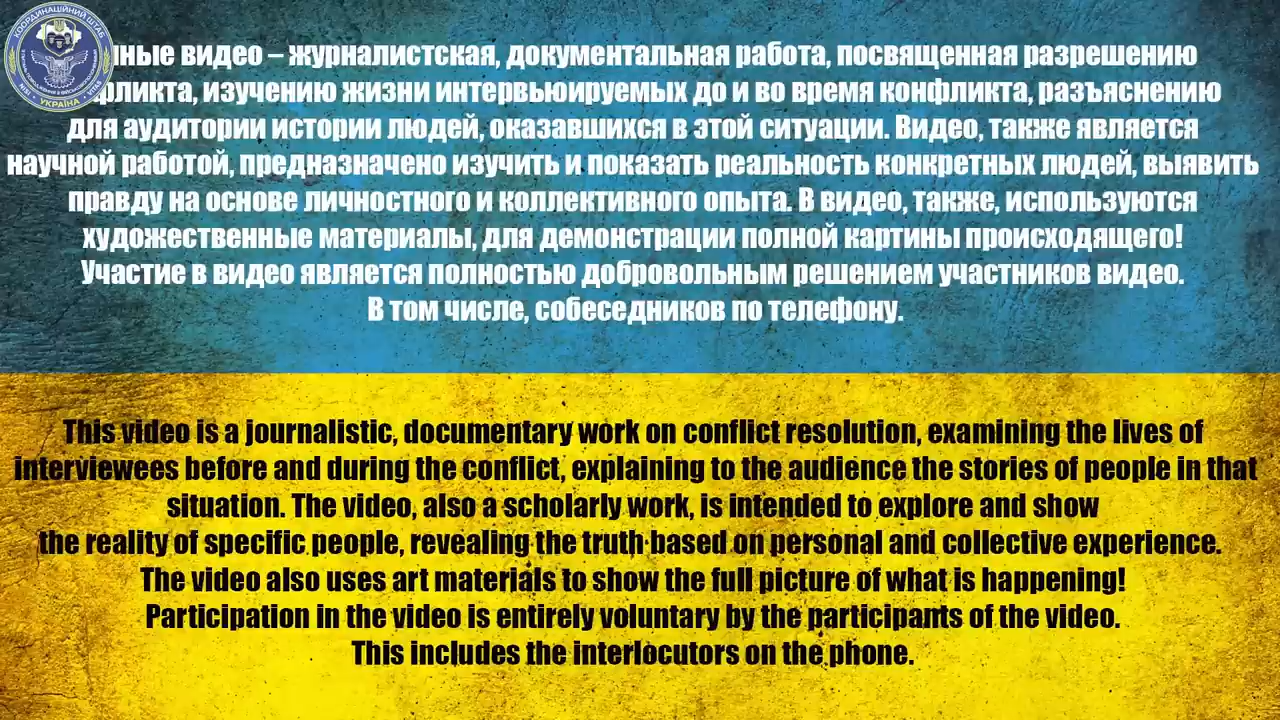 КООРДИНАЦІЙНИЙ ШТАБ
УКРАЇНА
видео – журналистская, документальная работа, посвященная разрешению
изучению жизни интервьюируемых до и во время конфликта, разъяснению
для аудитории истории людей, оказавшихся в этой ситуации. Видео, также является
научной работой, предназначено изучить и показать реальность конкретных людей, выявить
правду на основе личностного и коллективного опыта. В видео, также, используются
художественные материалы, для демонстрации полной картины происходящего!
Участие в видео является полностью добровольным решением участников видео.
В том числе, собеседников по телефону.
This video is a journalistic, documentary work on conflict resolution, examining the lives of
interviewees before and during the conflict, explaining to the audience the stories of people in that
situation. The video, also a scholarly work, is intended to explore and show
the reality of specific people, revealing the truth based on personal and collective experience.
The video also uses art materials to show the full picture of what is happening!
Participation in the video is entirely voluntary by the participants of the video.
This includes the interlocutors on the phone.